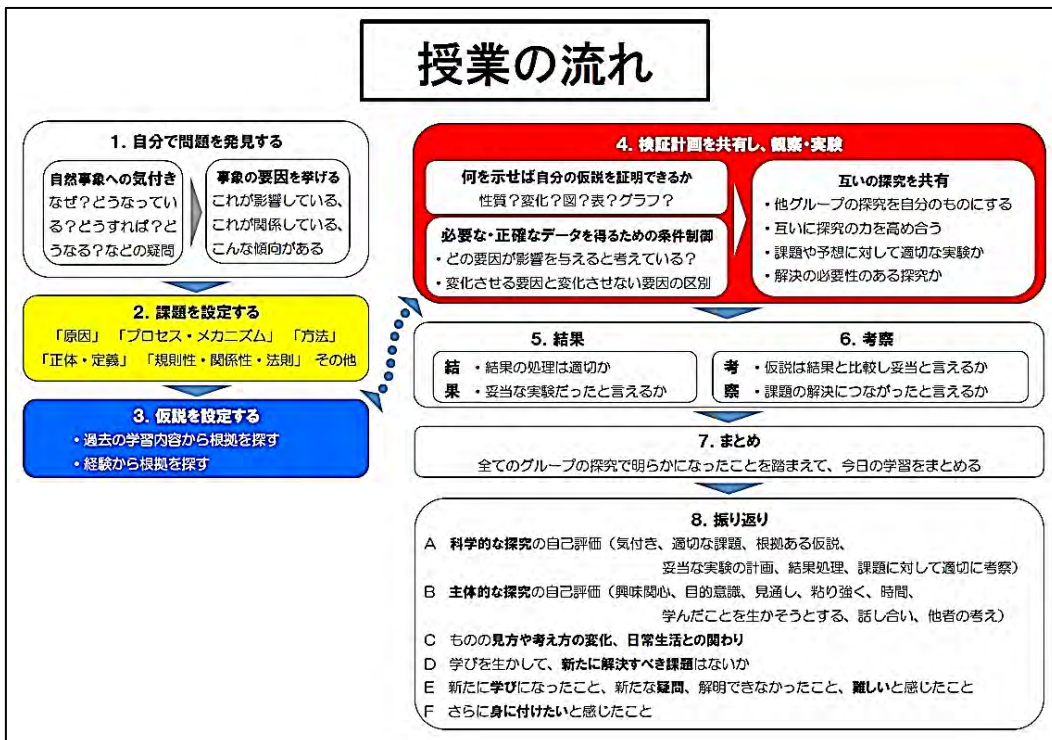 授業の流れ
1. 自分で問題を発見する
自然事象への気付き
なぜ？どうなってい
る？どうすれば？ど
うなる？などの疑問
事象の要因を挙げる
これが影響している、
これが関係している、
こんな傾向がある
2. 課題を設定する
「原因」「プロセス・メカニズム」「方法」
「正体・定義」「規則性・関係性・法則」その他
3. 仮説を設定する
・過去の学習内容から根拠を探す
・経験から根拠を探す
4. 検証計画を共有し、観察・実験
何を示せば自分の仮説を証明できるか
性質？変化？図？表？グラフ？
必要な・正確なデータを得るための条件制御
・どの要因が影響を与えると考えている？
・変化させる要因と変化させない要因の区別
互いの探究を共有
・他グループの探究を自分のものにする
・互いに探究の力を高め合う
・課題や予想に対して適切な実験か
・解決の必要性のある探究か
5. 結果
結果
・結果の処理は適切か
・妥当な実験だったと言えるか
6. 考察
考察
・仮説は結果と比較し妥当と言えるか
・課題の解決につながったと言えるか
7. まとめ
全てのグループの探究で明らかになったことを踏まえて、今日の学習をまとめる
8. 振り返り
A 科学的な探究の自己評価（気付き、適切な課題、根拠ある仮説、
妥当な実験の計画、結果処理、課題に対して適切に考察）
B 主体的な探究の自己評価（興味関心、目的意識、見通し、粘り強く、時間、
学んだことを生かそうとする、話し合い、他者の考え）
C ものの見方や考え方の変化、日常生活との関わり
D 学びを生かして、新たに解決すべき課題はないか
E 新たに学びになったこと、新たな疑問、解明できなかったこと、難しいと感じたこと
F さらに身に付けたいと感じたこと